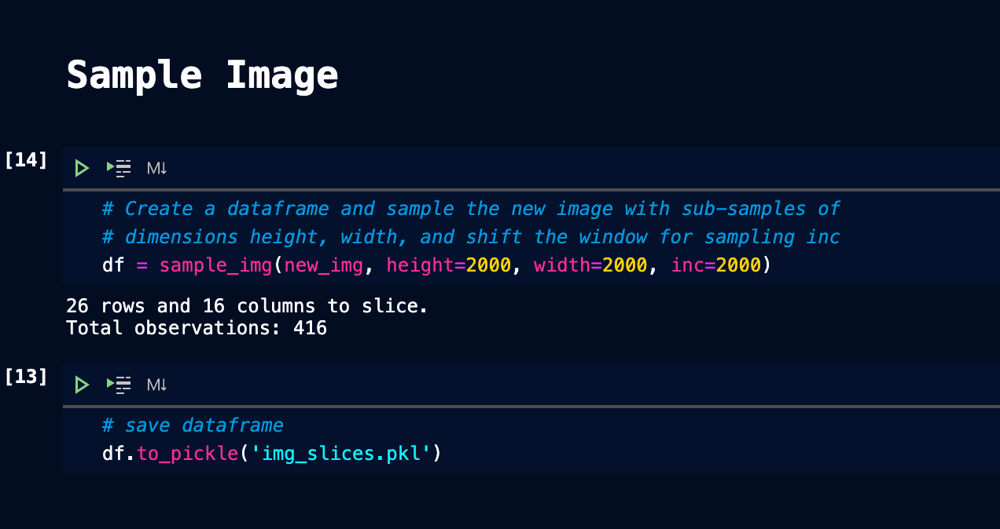 Sample Image
[14]
M↓
# Create a dataframe and sample the new image with sub-samples of
# dimensions height, width, and shift the window for sampling inc
df = sample_img(new_img, height=2000, width=2000, inc=2000)
26 rows and 16 columns to slice.
Total observations: 416
[13]
M↓
# save dataframe
df.to_pickle('img_slices.pkl')